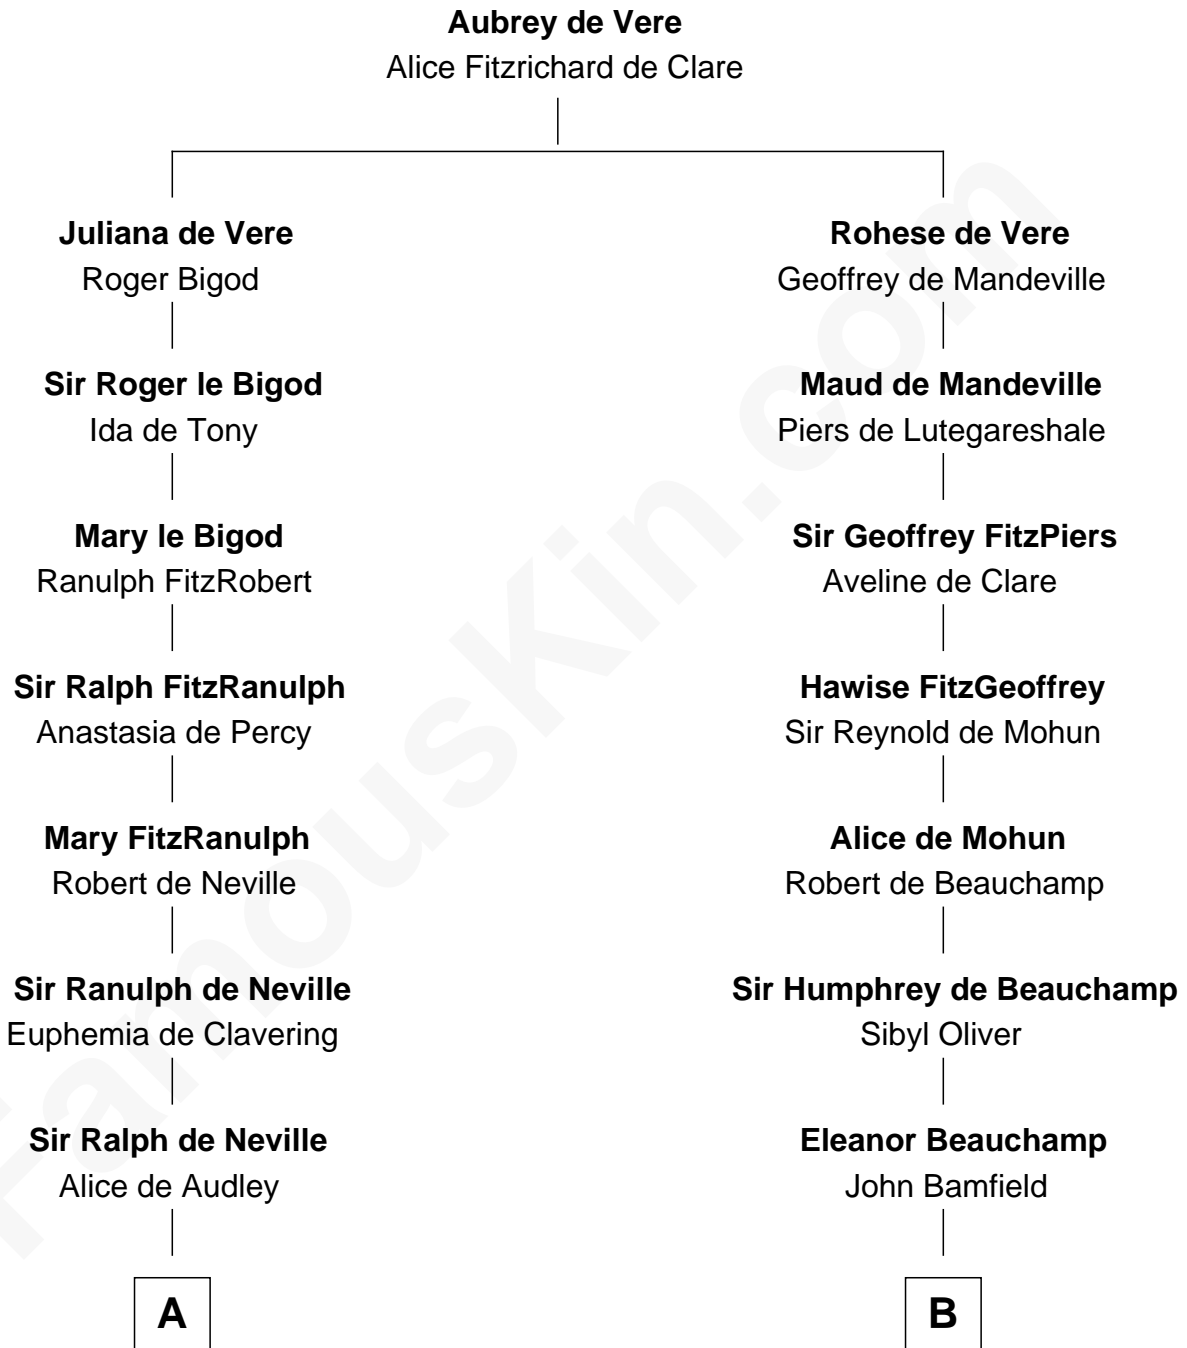 Aubrey de Vere
Alice Fitzrichard de Clare
Juliana de Vere
Roger Bigod
Rohese de Vere
Geoffrey de Mandeville
Sir Roger le Bigod
Ida de Tony
Maud de Mandeville
Piers de Lutegareshale
Mary le Bigod
Ranulph FitzRobert
Sir Geoffrey FitzPiers
Aveline de Clare
Sir Ralph FitzRanulph
Anastasia de Percy
Hawise FitzGeoffrey
Sir Reynold de Mohun
Mary FitzRanulph
Robert de Neville
Alice de Mohun
Robert de Beauchamp
Sir Ranulph de Neville
Euphemia de Clavering
Sir Humphrey de Beauchamp
Sibyl Oliver
Sir Ralph de Neville
Alice de Audley
Eleanor Beauchamp
John Bamfield
A
B
FamousKin.com